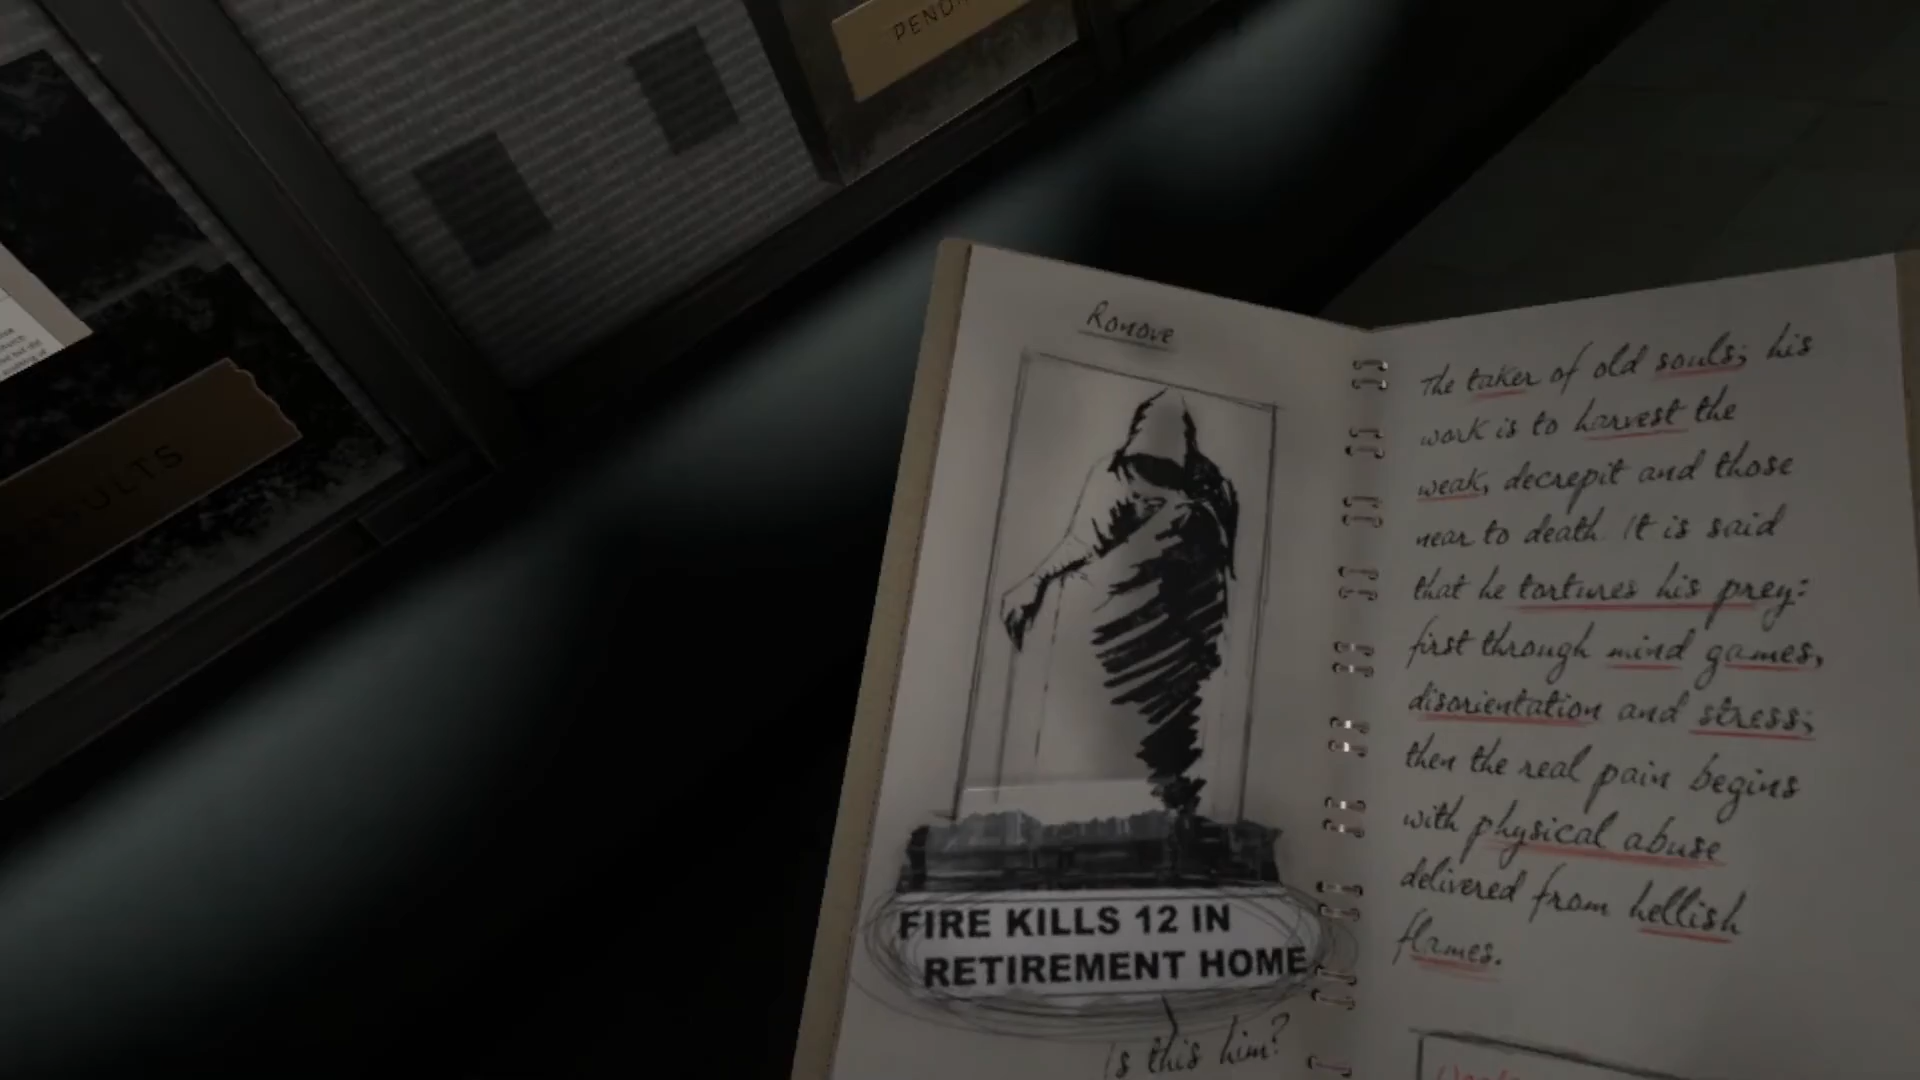 Ronove
FIRE KILLS 12 IN
RETIREMENT HOME
Is this him?
The taker of old souls; his
work is to harvest the
weak, decrepit and those
near to death. It is said
that he tortures his prey:
first through mind games,
disorientation and stress;
then the real pain begins
with physical abuse
delivered from hellish
flames.